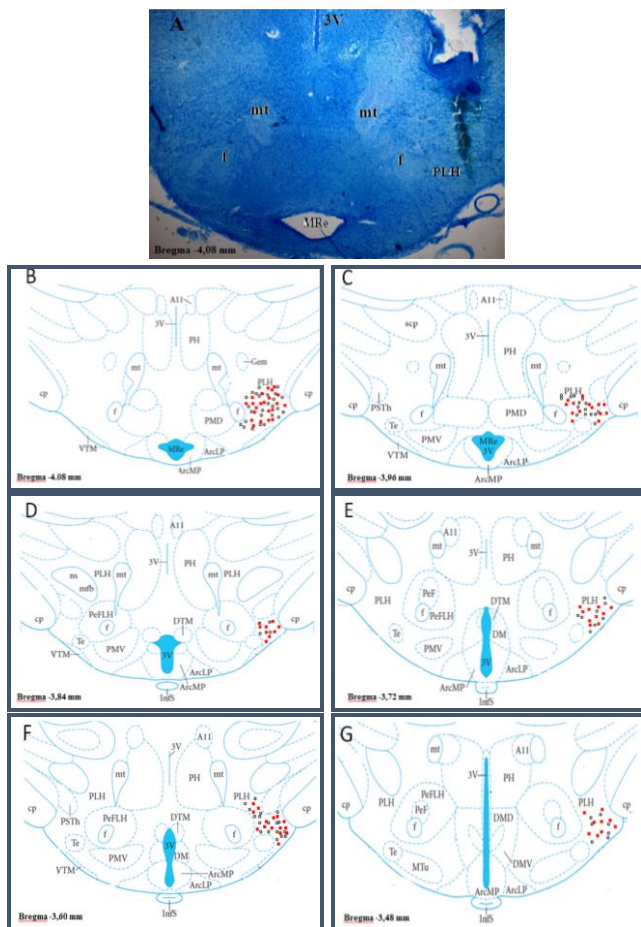 A
3V
mt
mt
f
f
PLH
MRe
Bregma -4,08 mm
B
A11
3V
PH
mt
Gem
PLH
cp
cp
f
f
PMD
VTM
MRe
ArcLP
ArcMP
Bregma -4.08 mm
C
A11
scp
3V
PH
mt
mt
PLH
cp
cp
PSTh
f
f
Te
PMD
PMV
MRe
VTM
3V
ArcLP
ArcMP
Bregma -3,96 mm
D
A11
3V
PH
ns
PLH
mt
mt
PLH
mfb
cp
cp
PeFLH
f
DTM
f
Te
PMV
3V
VTM
ArcLP
ArcMP
InfS
Bregma -3,84 mm
E
A11
mt
3V
mt
PH
PLH
PeF
DTM
PLH
cp
cp
f
PeFLH
f
Te
DM
PMV
3V
VTM
ArcLP
ArcMP
InfS
Bregma -3,72 mm
F
3V
A11
mt
mt
PH
PLH
PLH
cp
cp
PSTh
PeFLH
DTM
f
f
Te
3V
PMV
DM
VTM
ArcMP
ArcLP
InfS
Bregma -3,60 mm
G
mt
A11
3V
PH
PLH
PeFLH
PLH
cp
cp
PeF
DMD
f
f
Te
MTu
DMV
ArcMP
ArcLP
InfS
Bregma -3,48 mm